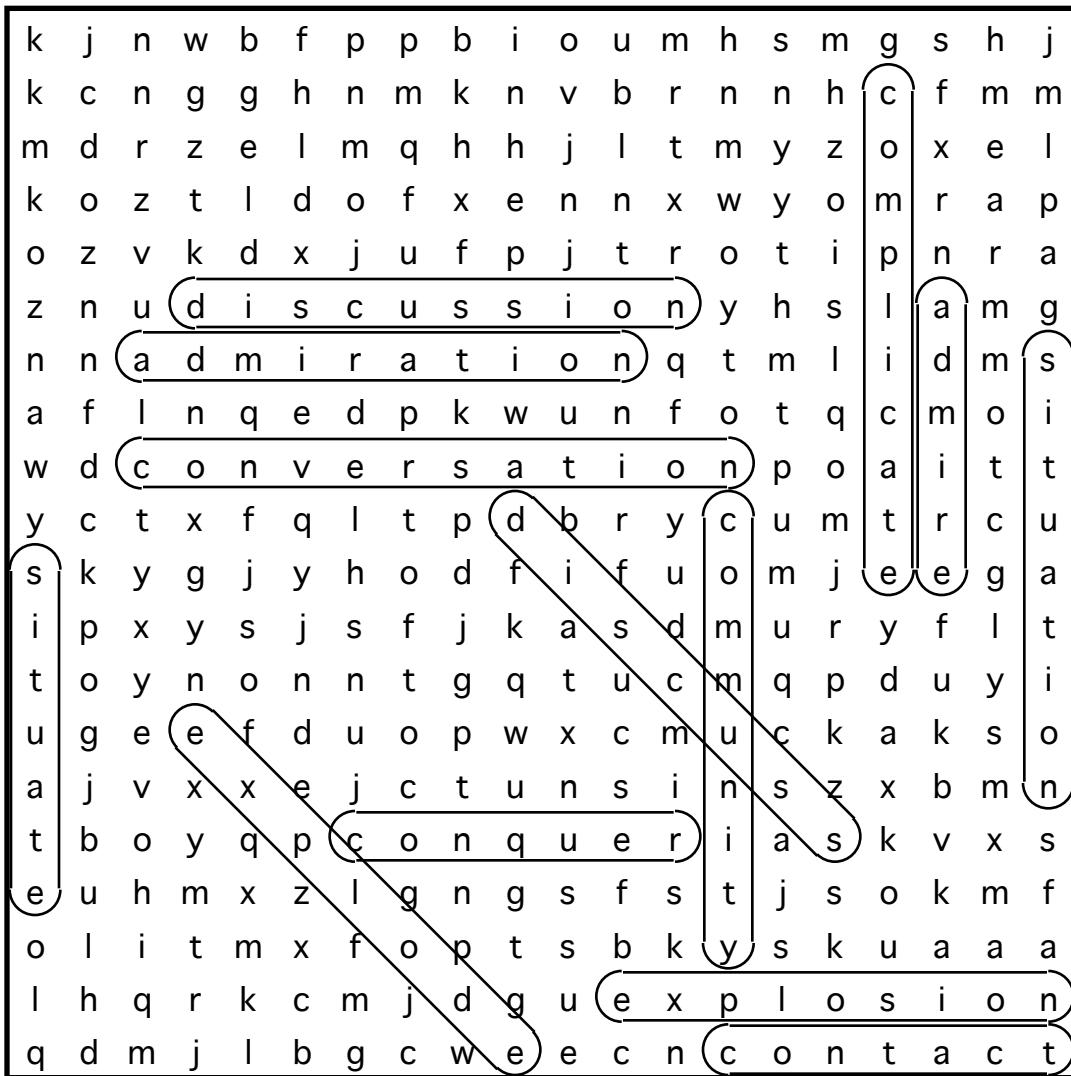 k j n w b f p p b i o u m h s m g s h j
k c n g g h n m k n v b r n n h c f m m
m d r z e l m q h h j l t m y z o x e l
k o z t l d o f x e n n x w y o m r a p
o z v k d x j u f p j t r o t i p n r a
z n u d i s c u s s i o n y h s l a m g
n n a d m i r a t i o n q t m l i d m s
a f l n q e d p k w u n f o t q c m o i
w d c o n v e r s a t i o n p o a i t t
y c t x f q l t p d b r y c u m t r c u
s k y g j y h o d f i f u o m j e e g a
i p x y s j s f j k a s d m u r y f l t
t o y n o n n t g q t u c m q p d u y i
u g e e f d u o p w x c m u c k a k s o
a j v x x e j c t u n s i n s z x b m n
t b o y q p c o n q u e r i a s k v x s
e u h m x z l g n g s f s t j s o k m f
o l i t m x f o p t s b k y s k u a a a
l h q r k c m j d g u e x p l o s i o n
q d m j l b g c w e e c n c o n t a c t